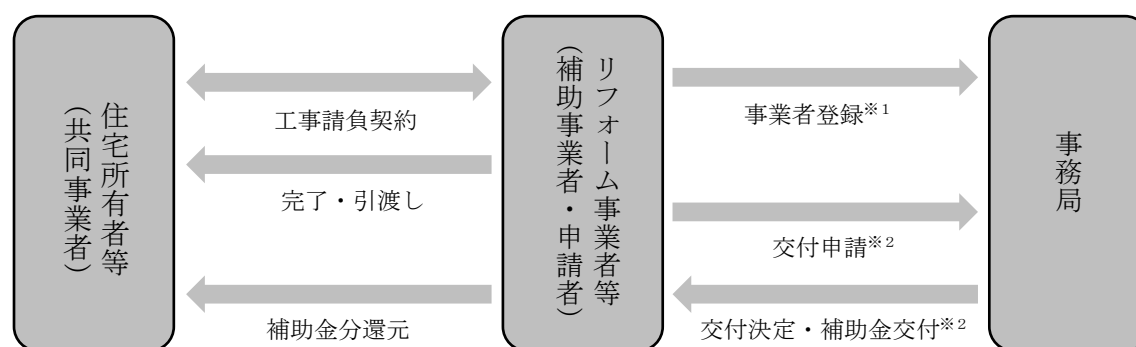 住宅所有者等
（共同事業者）
工事請負契約
完了・引渡し
補助金分還元
リフォーム事業者等
（補助事業者・申請者）
事業者登録※1
交付申請※2
交付決定・補助金交付※2
事務局